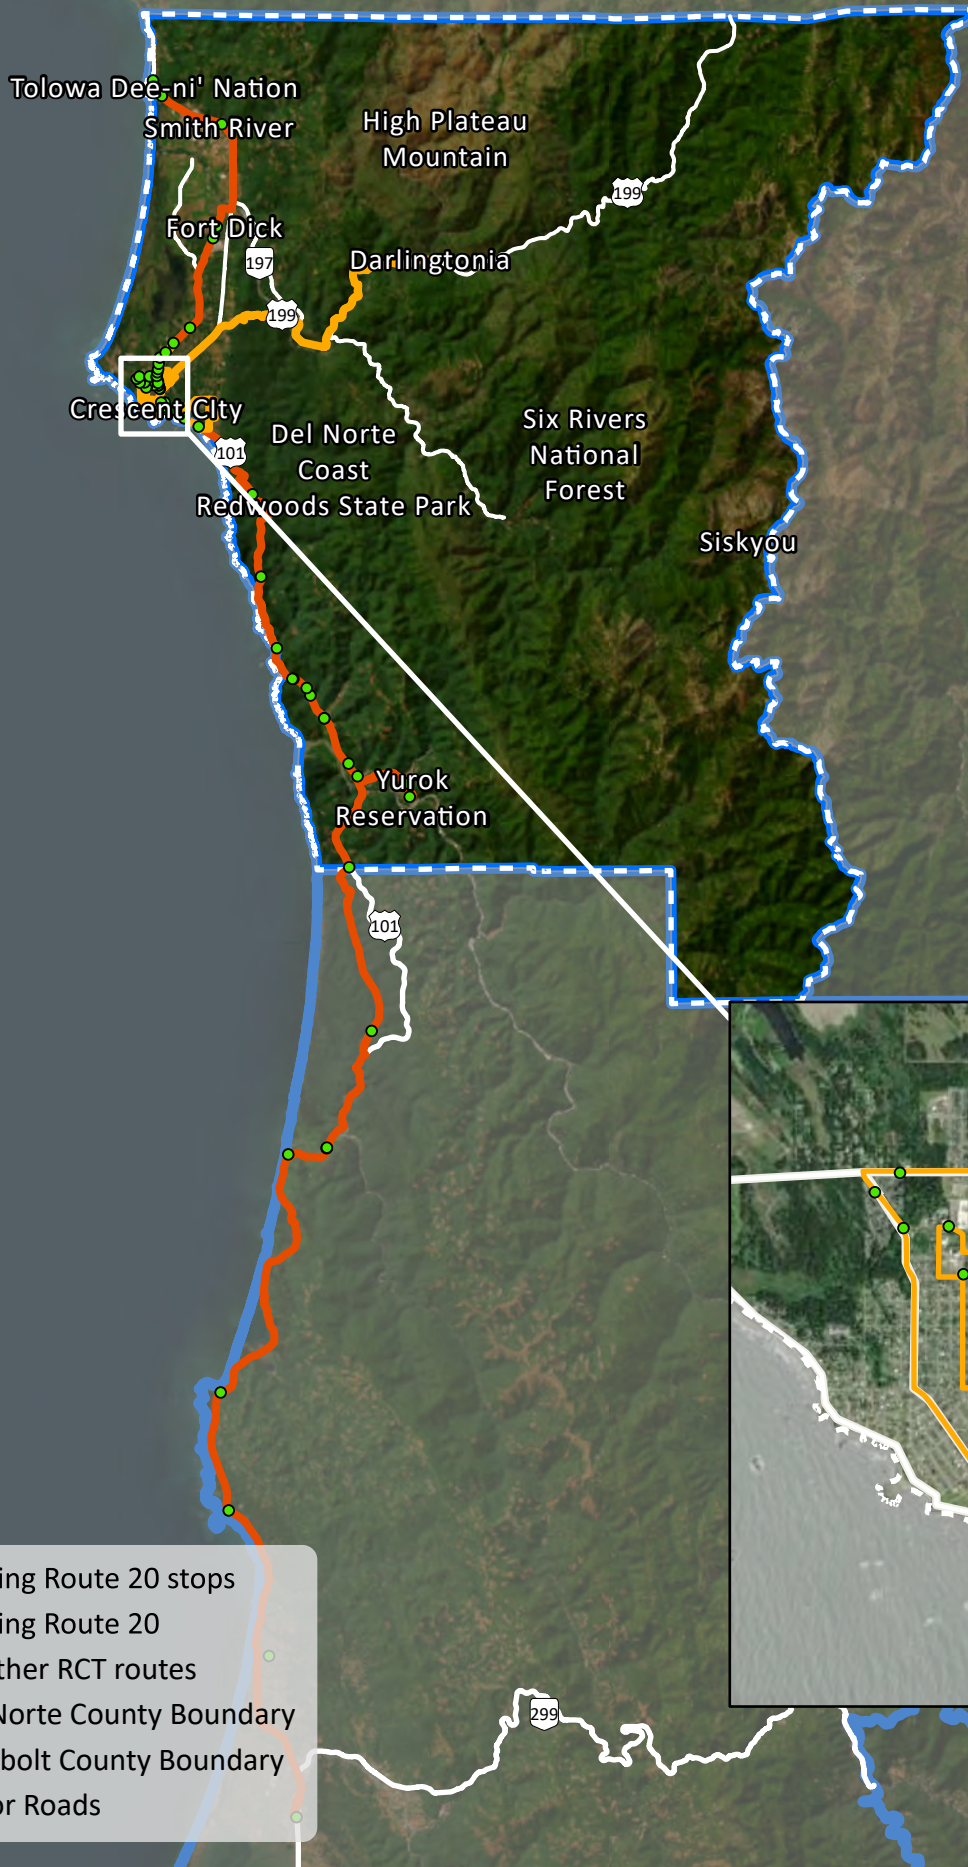 Tolowa Dee-ni' Nation
Smith River
High Plateau
Mountain
199
Fort Dick
197
Darlingtonia
199
Crescent CIty
101
Del Norte
Coast
Redwoods State Park
Six Rivers
National
Forest
Siskyou
Yurok
Reservation
101
ing Route 20 stops
ing Route 20
ther RCT routes
Norte County Boundary
bolt County Boundary
or Roads
299